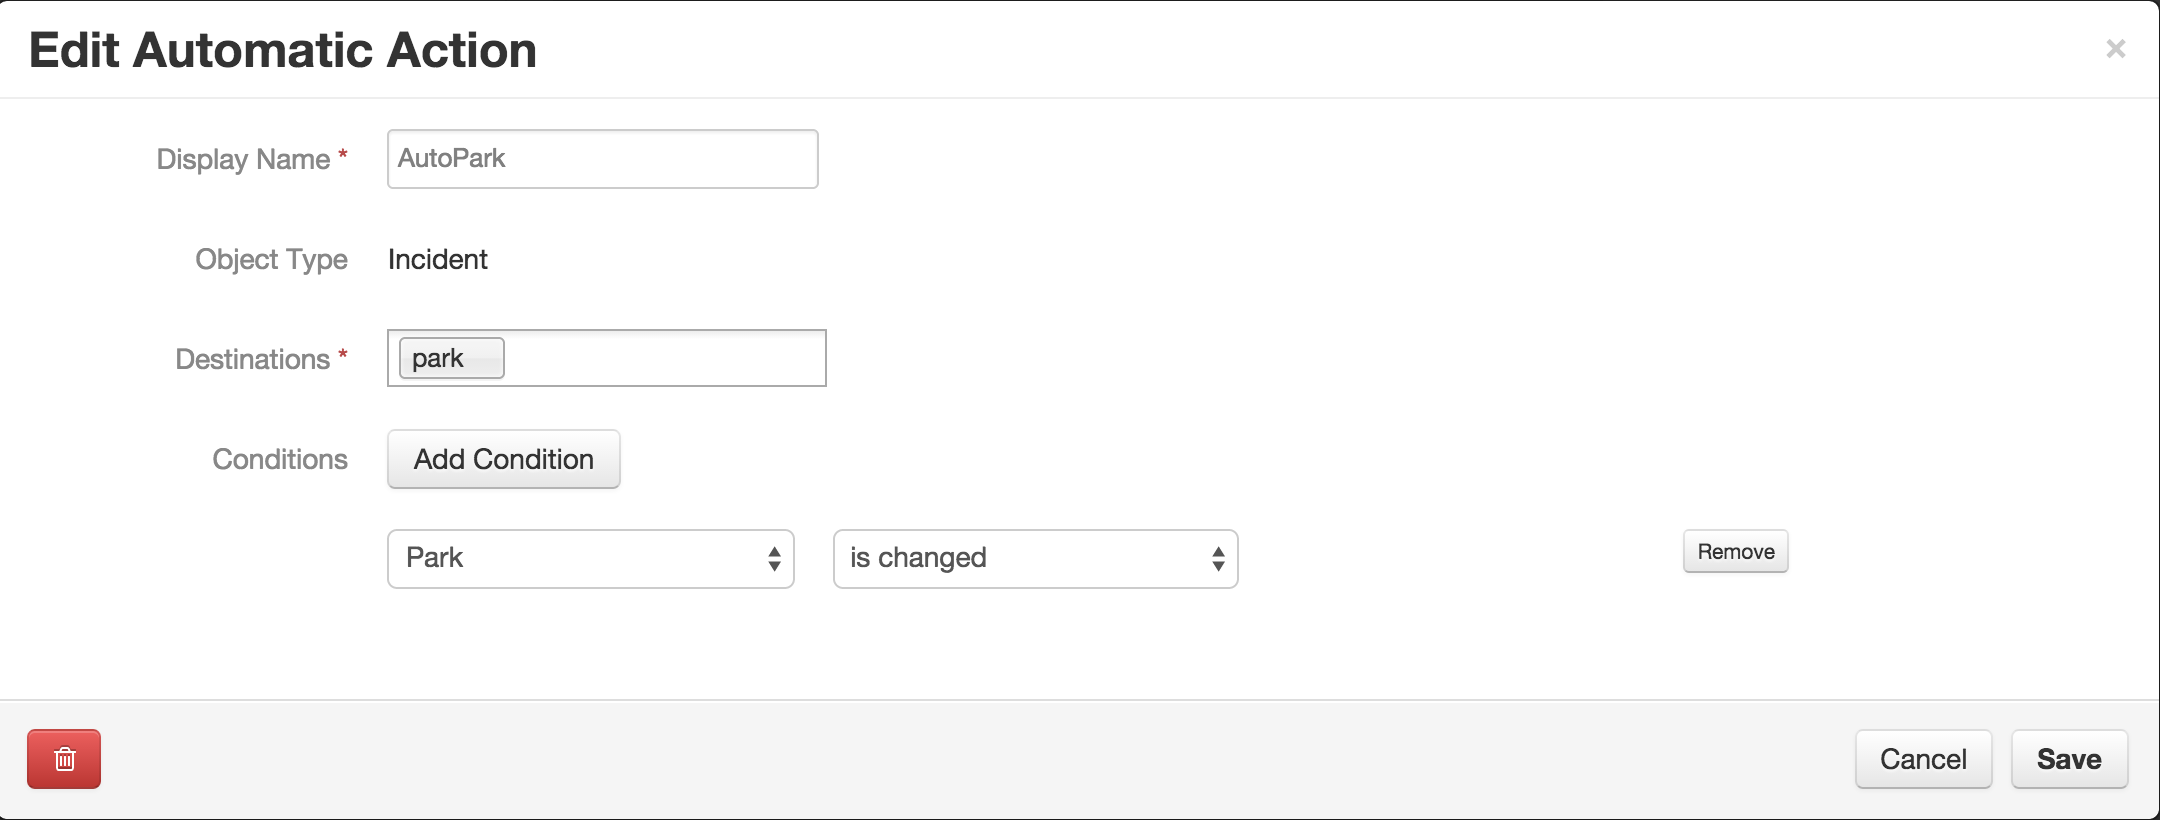 Edit Automatic Action ×
Display Name * AutoPark
Object Type Incident
Destinations * park
Conditions Add Condition
Park is changed Remove
Cancel Save